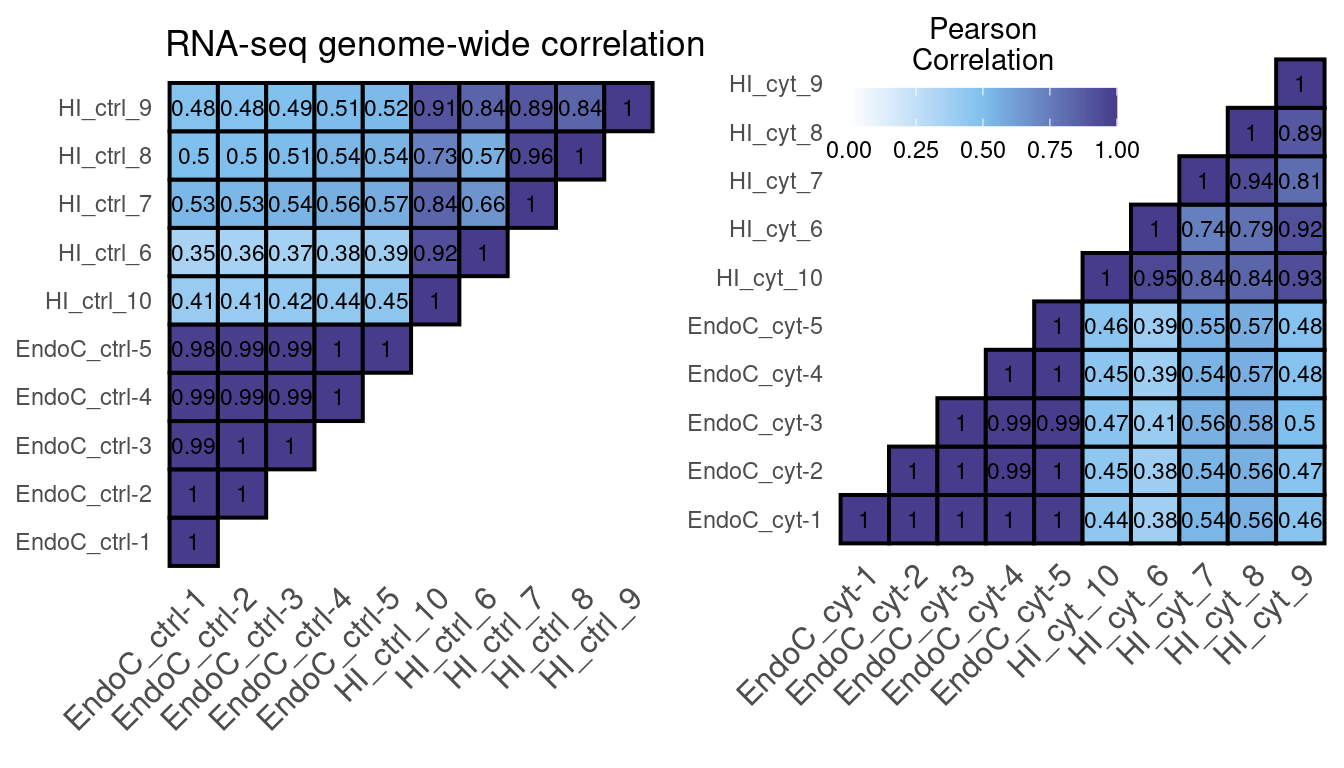 RNA-seq genome-wide correlation
HI_ctrl_9 0.48 0.48 0.49 0.51 0.52 0.91 0.84 0.89 0.84 1
HI_ctrl_8 0.5 0.5 0.51 0.54 0.54 0.73 0.57 0.96 1
HI_ctrl_7 0.53 0.53 0.54 0.56 0.57 0.84 0.66 1
HI_ctrl_6 0.35 0.36 0.37 0.38 0.39 0.92 1
HI_ctrl_10 0.41 0.41 0.42 0.44 0.45 1
EndoC_ctrl-5 0.98 0.99 0.99 1 1
EndoC_ctrl-4 0.99 0.99 0.99 1
EndoC_ctrl-3 0.99 1 1
EndoC_ctrl-2 1 1
EndoC_ctrl-1 1
EndoC_ctrl-1
EndoC_ctrl-2
EndoC_ctrl-3
EndoC_ctrl-4
EndoC_ctrl-5
HI_ctrl_10
HI_ctrl_6
HI_ctrl_7
HI_ctrl_8
HI_ctrl_9
Pearson
Correlation
0.00 0.25 0.50 0.75 1.00
HI_cyt_9 1
HI_cyt_8 1 0.89
HI_cyt_7 1 0.94 0.81
HI_cyt_6 1 0.74 0.79 0.92
HI_cyt_10 1 0.95 0.84 0.84 0.93
EndoC_cyt-5 1 0.46 0.39 0.55 0.57 0.48
EndoC_cyt-4 1 1 0.45 0.39 0.54 0.57 0.48
EndoC_cyt-3 1 0.99 0.99 0.47 0.41 0.56 0.58 0.5
EndoC_cyt-2 1 1 0.99 1 0.45 0.38 0.54 0.56 0.47
EndoC_cyt-1 1 1 1 1 1 0.44 0.38 0.54 0.56 0.46
EndoC_cyt-1
EndoC_cyt-2
EndoC_cyt-3
EndoC_cyt-4
EndoC_cyt-5
HI_cyt_10
HI_cyt_6
HI_cyt_7
HI_cyt_8
HI_cyt_9